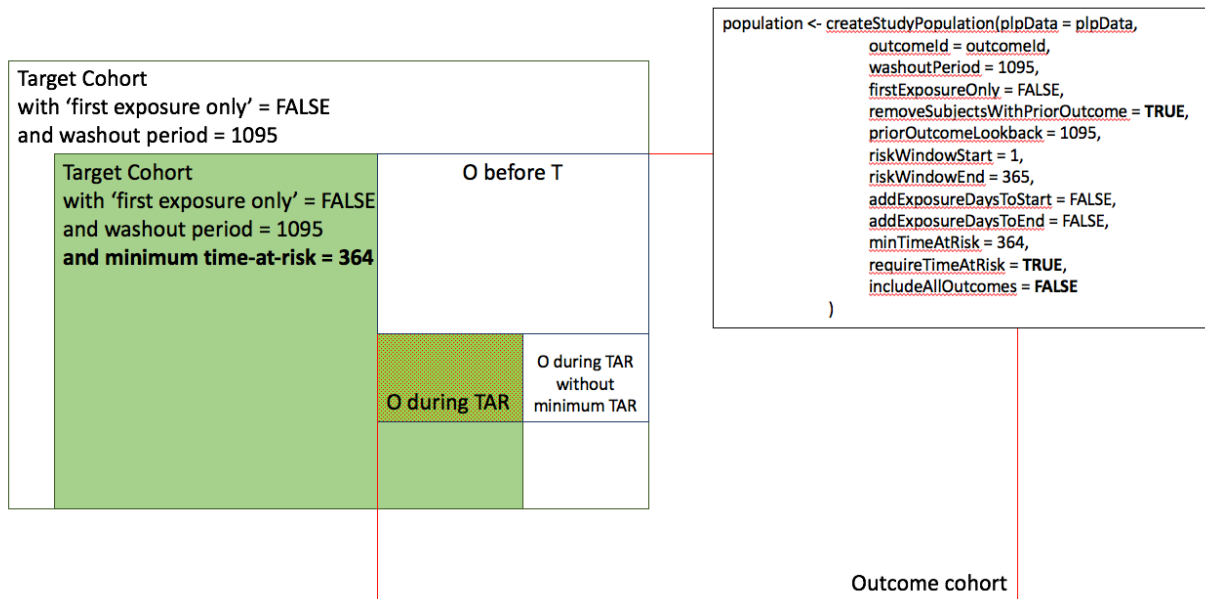 Target Cohort
with ‘first exposure only’ = FALSE
and washout period = 1095
Target Cohort
with ‘first exposure only’ = FALSE
and washout period = 1095
and minimum time-at-risk = 364
O before T
O during TAR
O during TAR
without
minimum TAR
population <- createStudyPopulation(plpData = plpData,
outcomeId = outcomeId,
washoutPeriod = 1095,
firstExposureOnly = FALSE,
removeSubjectsWithPriorOutcome = TRUE,
priorOutcomeLookback = 1095,
riskWindowStart = 1,
riskWindowEnd = 365,
addExposureDaysToStart = FALSE,
addExposureDaysToEnd = FALSE,
minTimeAtRisk = 364,
requireTimeAtRisk = TRUE,
includeAllOutcomes = FALSE
)
Outcome cohort